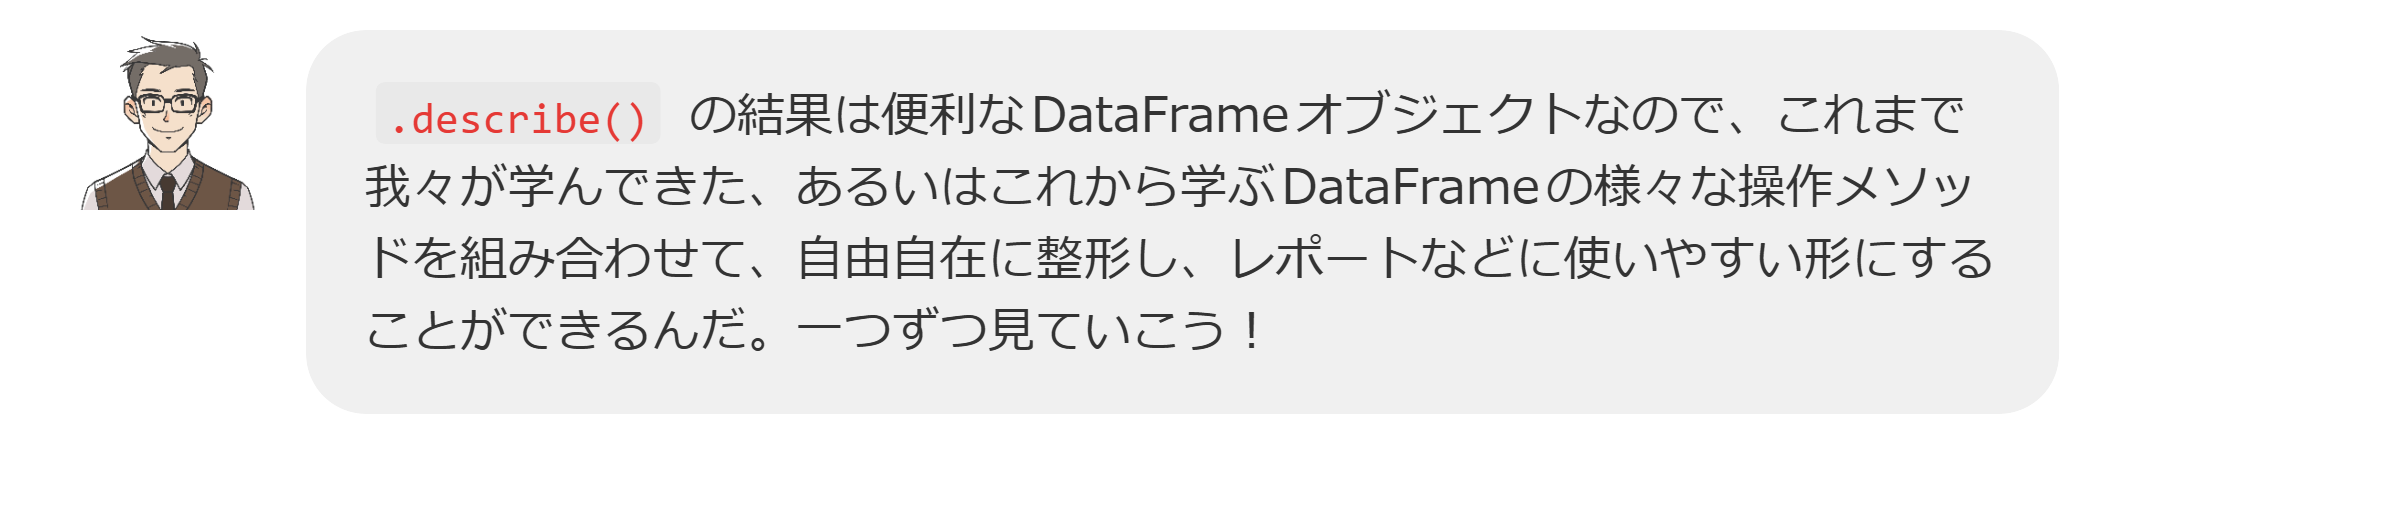 .describe() の結果は便利なDataFrameオブジェクトなので、これまで
我々が学んできた、あるいはこれから学ぶDataFrameの様々な操作メソッ
ドを組み合わせて、自由自在に整形し、レポートなどに使いやすい形にする
ことができるんだ。一つずつ見ていこう！